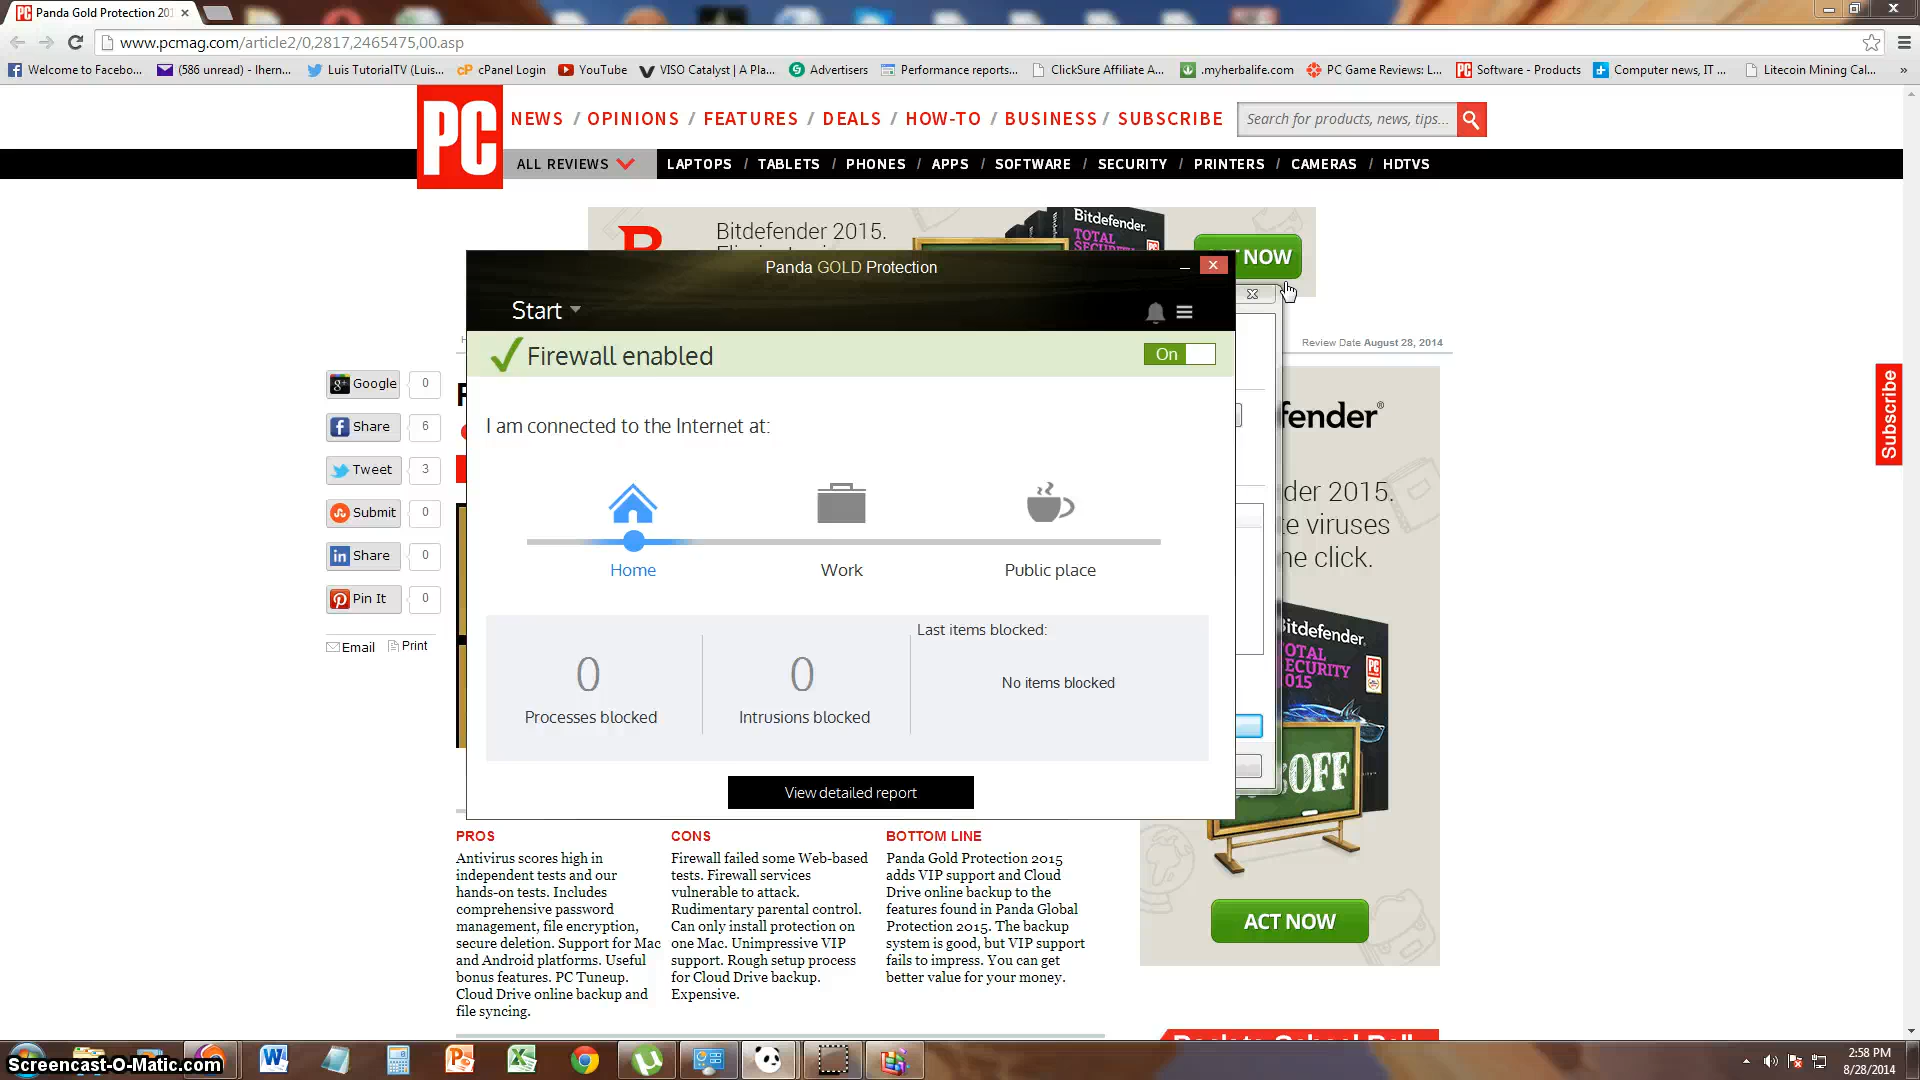 Panda Gold Protection 201
www.pcmag.com/article2/0,2817,2465475,00.asp
Welcome to Facebo...
(586 unread) - lhern...
Luis TutorialTV (Luis...
cPanel Login
YouTube
VISO Catalyst | A Pla...
Advertisers
Performance reports...
ClickSure Affiliate A...
.myherbalife.com
PC Game Reviews: L...
Software - Products
Computer news, IT ...
Litecoin Mining Cal...
»
PC
NEWS / OPINIONS / FEATURES / DEALS / HOW-TO / BUSINESS / SUBSCRIBE
Search for products, news, tips...
ALL REVIEWS
LAPTOPS / TABLETS / PHONES / APPS / SOFTWARE / SECURITY / PRINTERS / CAMERAS / HDTVS
Bitdefender 2015.
Bitdefender
TOTAL
SECURITY
NOW
Panda GOLD Protection
Start
Firewall enabled
On
Review Date August 28, 2014
I am connected to the Internet at:
Home
Work
Public place
0
Processes blocked
0
Intrusions blocked
Last items blocked:
No items blocked
View detailed report
Google 0
Share 6
Tweet 3
Submit 0
Share 0
Pin It 0
Email
Print
Subscribe
fender®
der 2015.
e viruses
ne click.
itdefender
OTAL
ECURITY
015
OFF
ACT NOW
PROS
Antivirus scores high in
independent tests and our
hands-on tests. Includes
comprehensive password
management, file encryption,
secure deletion. Support for Mac
and Android platforms. Useful
bonus features. PC Tuneup.
Cloud Drive online backup and
file syncing.
CONS
Firewall failed some Web-based
tests. Firewall services
vulnerable to attack.
Rudimentary parental control.
Can only install protection on
one Mac. Unimpressive VIP
support. Rough setup process
for Cloud Drive backup.
Expensive.
BOTTOM LINE
Panda Gold Protection 2015
adds VIP support and Cloud
Drive online backup to the
features found in Panda Global
Protection 2015. The backup
system is good, but VIP support
fails to impress. You can get
better value for your money.
Screencast-O-Matic.com
2:58 PM
8/28/2014